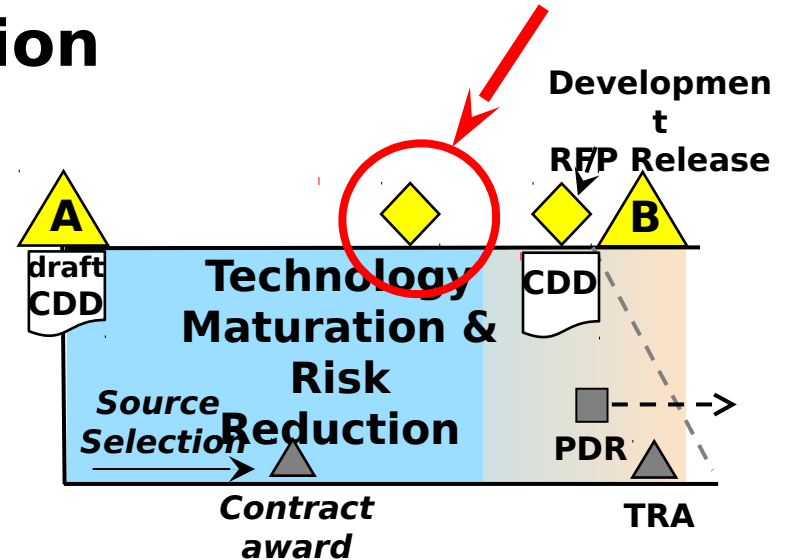 ion
Developmen
t
RFP Release
A
B
draft
CDD
CDD
Technology
Maturation &
Risk
Reduction
Source
Selection
PDR
Contract
award
TRA